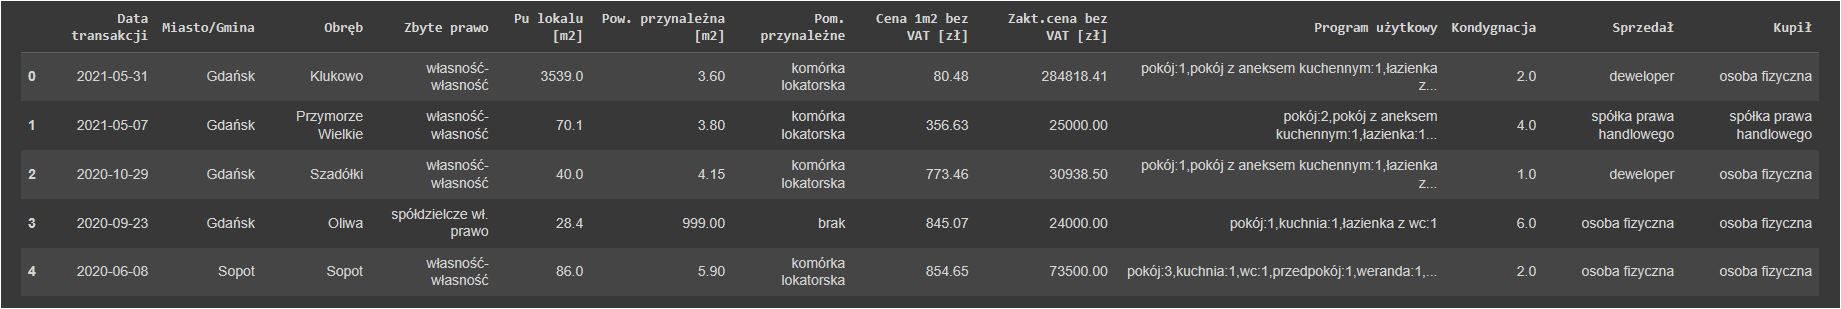 Data transakcji Miasto/Gmina Obręb Zbyte prawo Pu lokalu [m2] Pow. przynależna [m2] Pom. przynależne Cena 1m2 bez VAT [zł] Zakt.cena bez VAT [zł] Program użytkowy Kondygnacja Sprzedał Kupił
0 2021-05-31 Gdańsk Klukowo własność-własność 3539.0 3.60 komórka lokatorska 80.48 284818.41 pokój:1,pokój z aneksem kuchennym:1,łazienka z... 2.0 deweloper osoba fizyczna
1 2021-05-07 Gdańsk Przymorze Wielkie własność-własność 70.1 3.80 komórka lokatorska 356.63 25000.00 pokój:2,pokój z aneksem kuchennym:1,łazienka:1... 4.0 spółka prawa handlowego spółka prawa handlowego
2 2020-10-29 Gdańsk Szadółki własność-własność 40.0 4.15 komórka lokatorska 773.46 30938.50 pokój:1,pokój z aneksem kuchennym:1,łazienka z... 1.0 deweloper osoba fizyczna
3 2020-09-23 Gdańsk Oliwa spółdzielcze wł. prawo 28.4 999.00 brak 845.07 24000.00 pokój:1,kuchnia:1,łazienka z wc:1 6.0 osoba fizyczna osoba fizyczna
4 2020-06-08 Sopot Sopot własność-własność 86.0 5.90 komórka lokatorska 854.65 73500.00 pokój:3,kuchnia:1,wc:1,przedpokój:1,weranda:1,... 2.0 osoba fizyczna osoba fizyczna